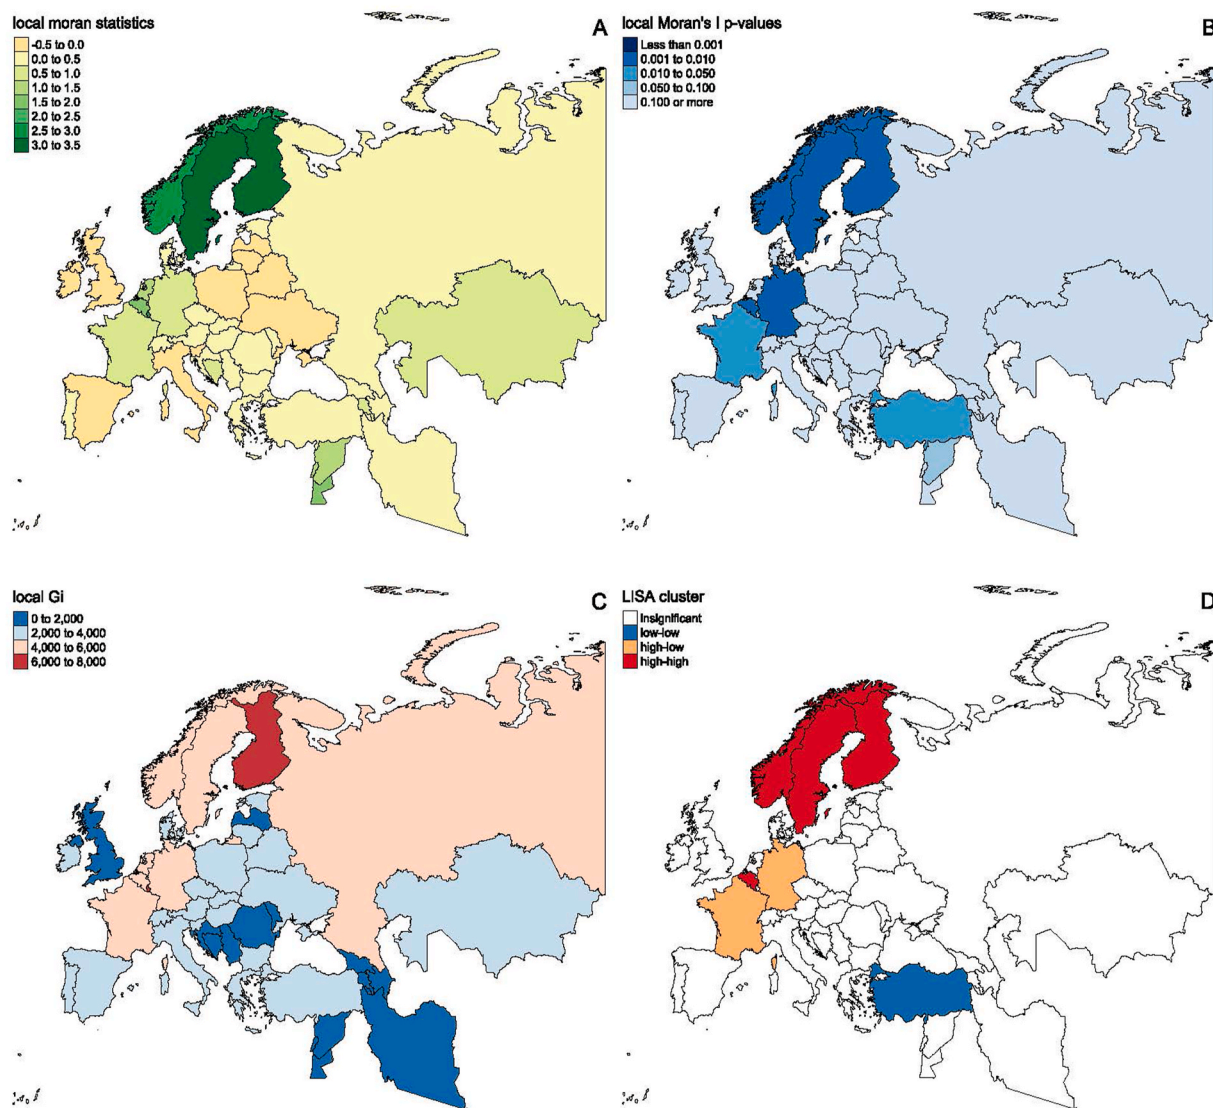 local moran statistics
A
-0.5 to 0.0
0.0 to 0.5
0.5 to 1.0
1.0 to 1.5
1.5 to 2.0
2.0 to 2.5
2.5 to 3.0
3.0 to 3.5
local Moran's I p-values
B
Less than 0.001
0.001 to 0.010
0.010 to 0.050
0.050 to 0.100
0.100 or more
local Gi
C
0 to 2,000
2,000 to 4,000
4,000 to 6,000
6,000 to 8,000
LISA cluster
D
insignificant
low-low
high-low
high-high